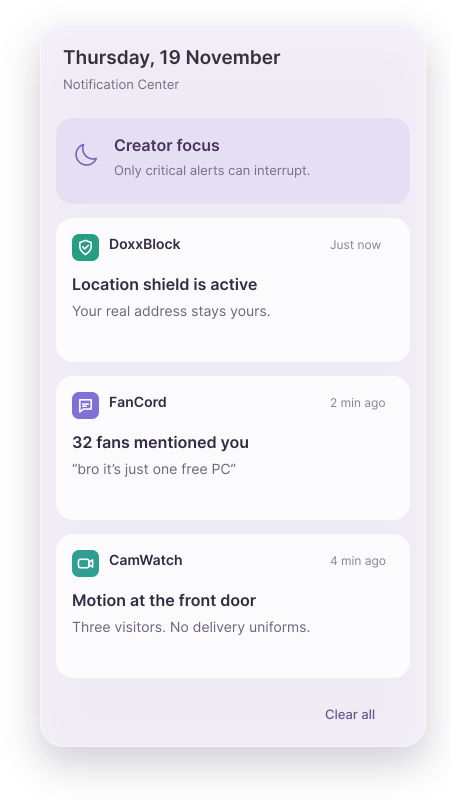 Thursday, 19 November
Notification Center
Creator focus
Only critical alerts can interrupt.
DoxxBlock
Just now
Location shield is active
Your real address stays yours.
FanCord
2 min ago
32 fans mentioned you
“bro it’s just one free PC”
CamWatch
4 min ago
Motion at the front door
Three visitors. No delivery uniforms.
Clear all